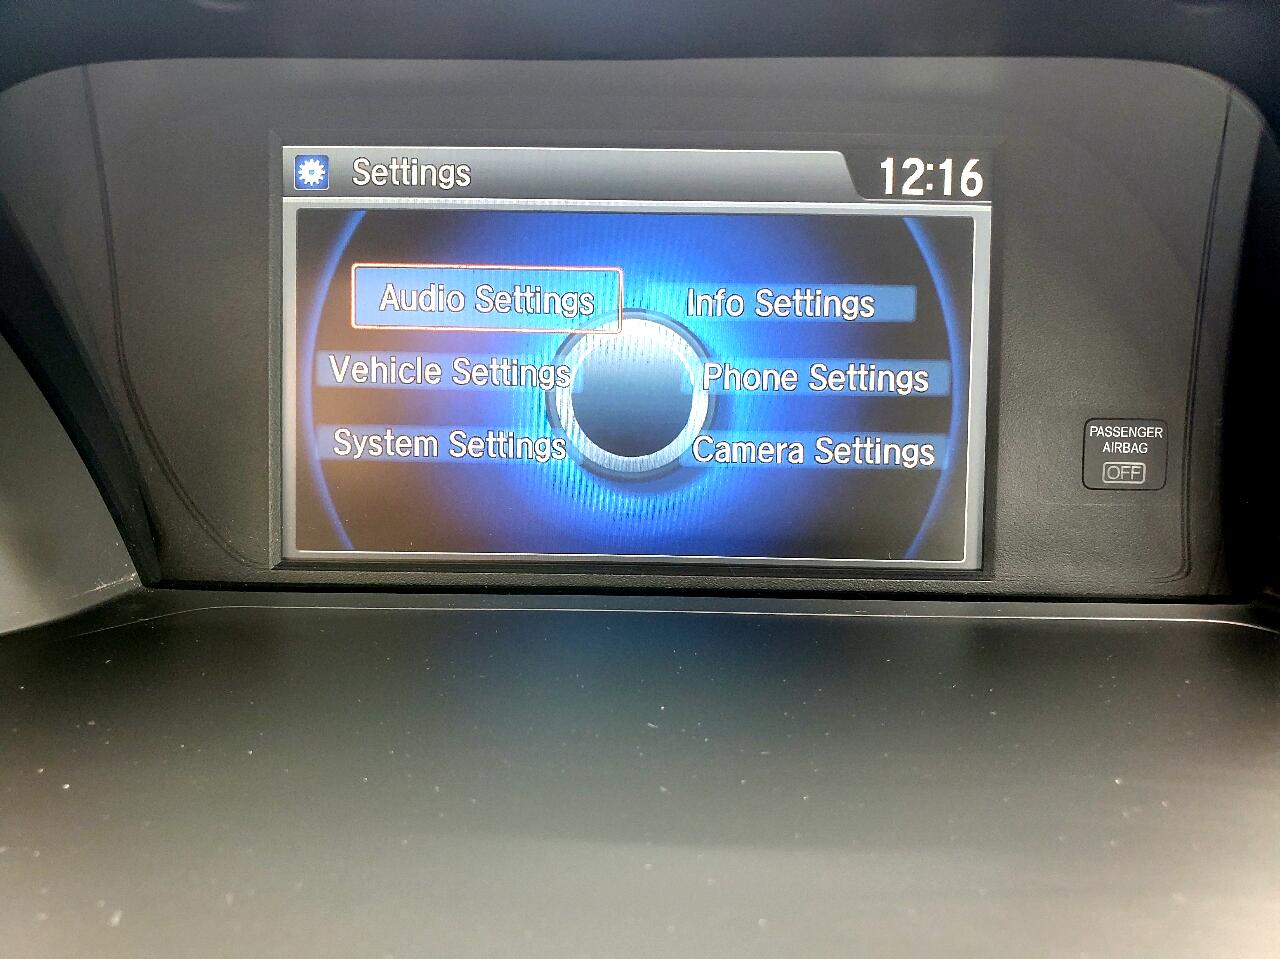 Settings
12:16
Audio Settings
Info Settings
Vehicle Settings
Phone Settings
System Settings
Camera Settings
PASSENGER
AIRBAG
OFF